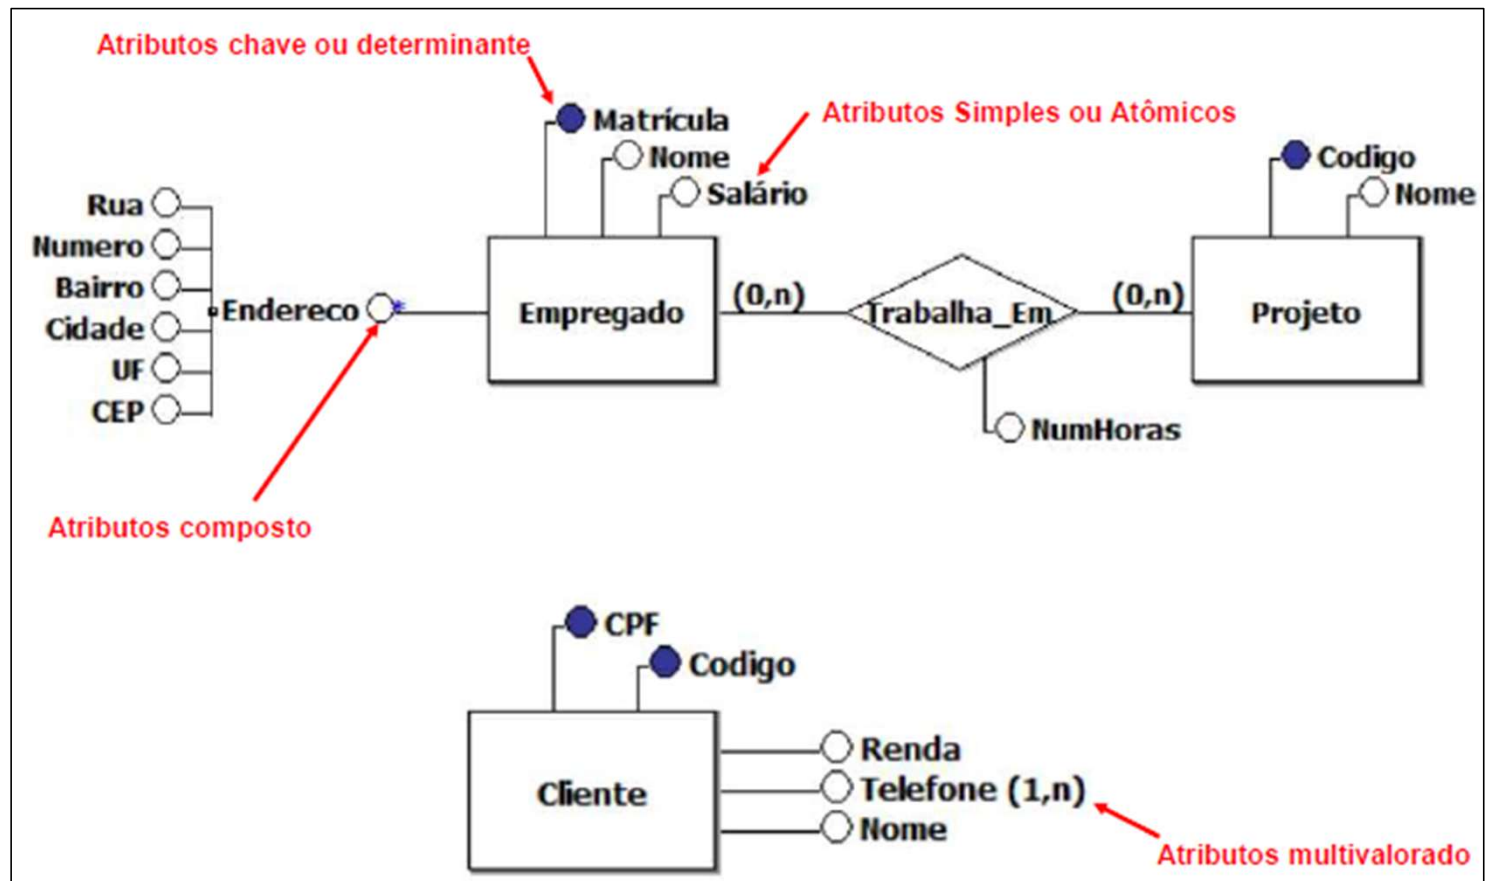 Atributos chave ou determinante
Matrícula
Atributos Simples ou Atômicos
Nome
Codigo
Salário
Nome
Rua
Numero
Bairro
Endereco *
Cidade
UF
CEP
Empregado
(0,n)
Trabalha_Em
(0,n)
Projeto
NumHoras
Atributos composto
CPF
Codigo
Cliente
Renda
Telefone (1,n)
Nome
Atributos multivalorado